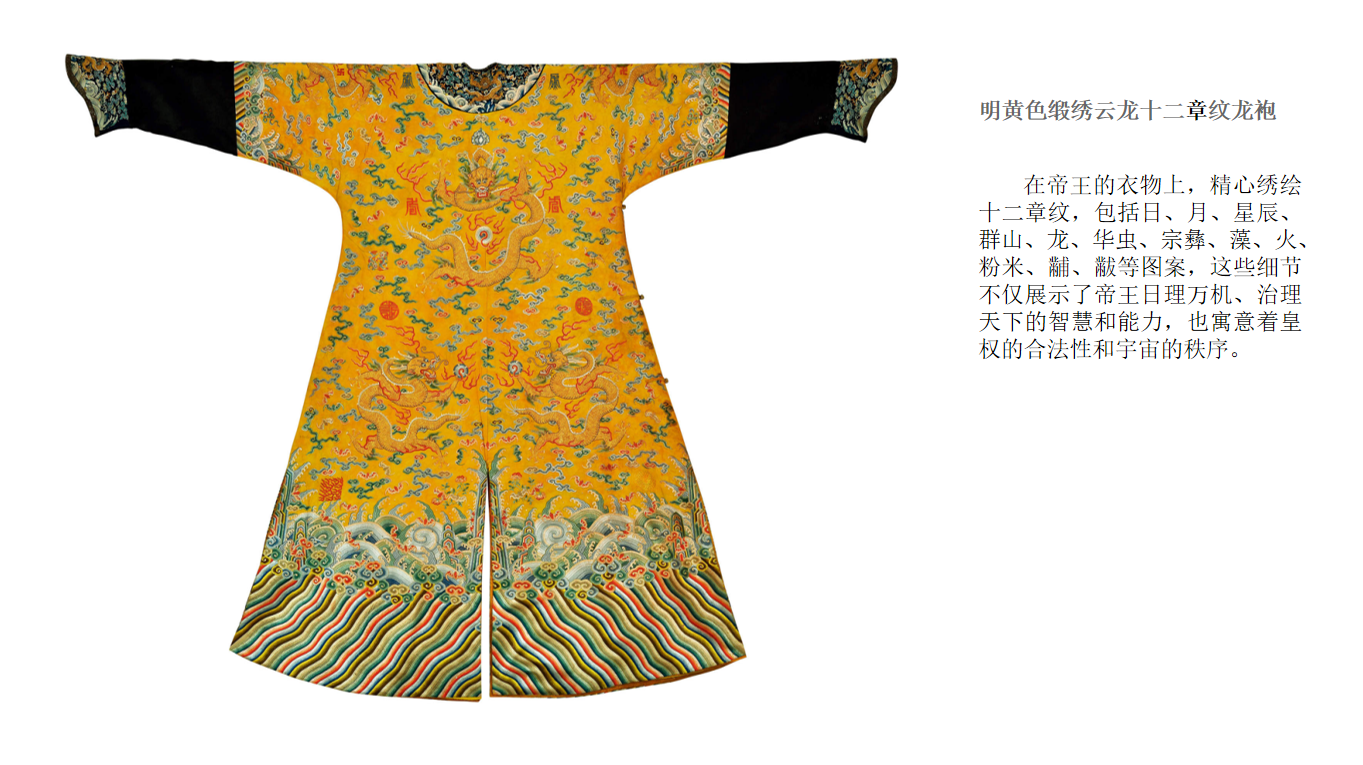 明黄色缎绣云龙十二章纹龙袍
在帝王的衣物上，精心绣绘
十二章纹，包括日、月、星辰、
群山、龙、华虫、宗彝、藻、火、
粉米、黼、黻等图案，这些细节
不仅展示了帝王日理万机、治理
天下的智慧和能力，也寓意着皇
权的合法性和宇宙的秩序。